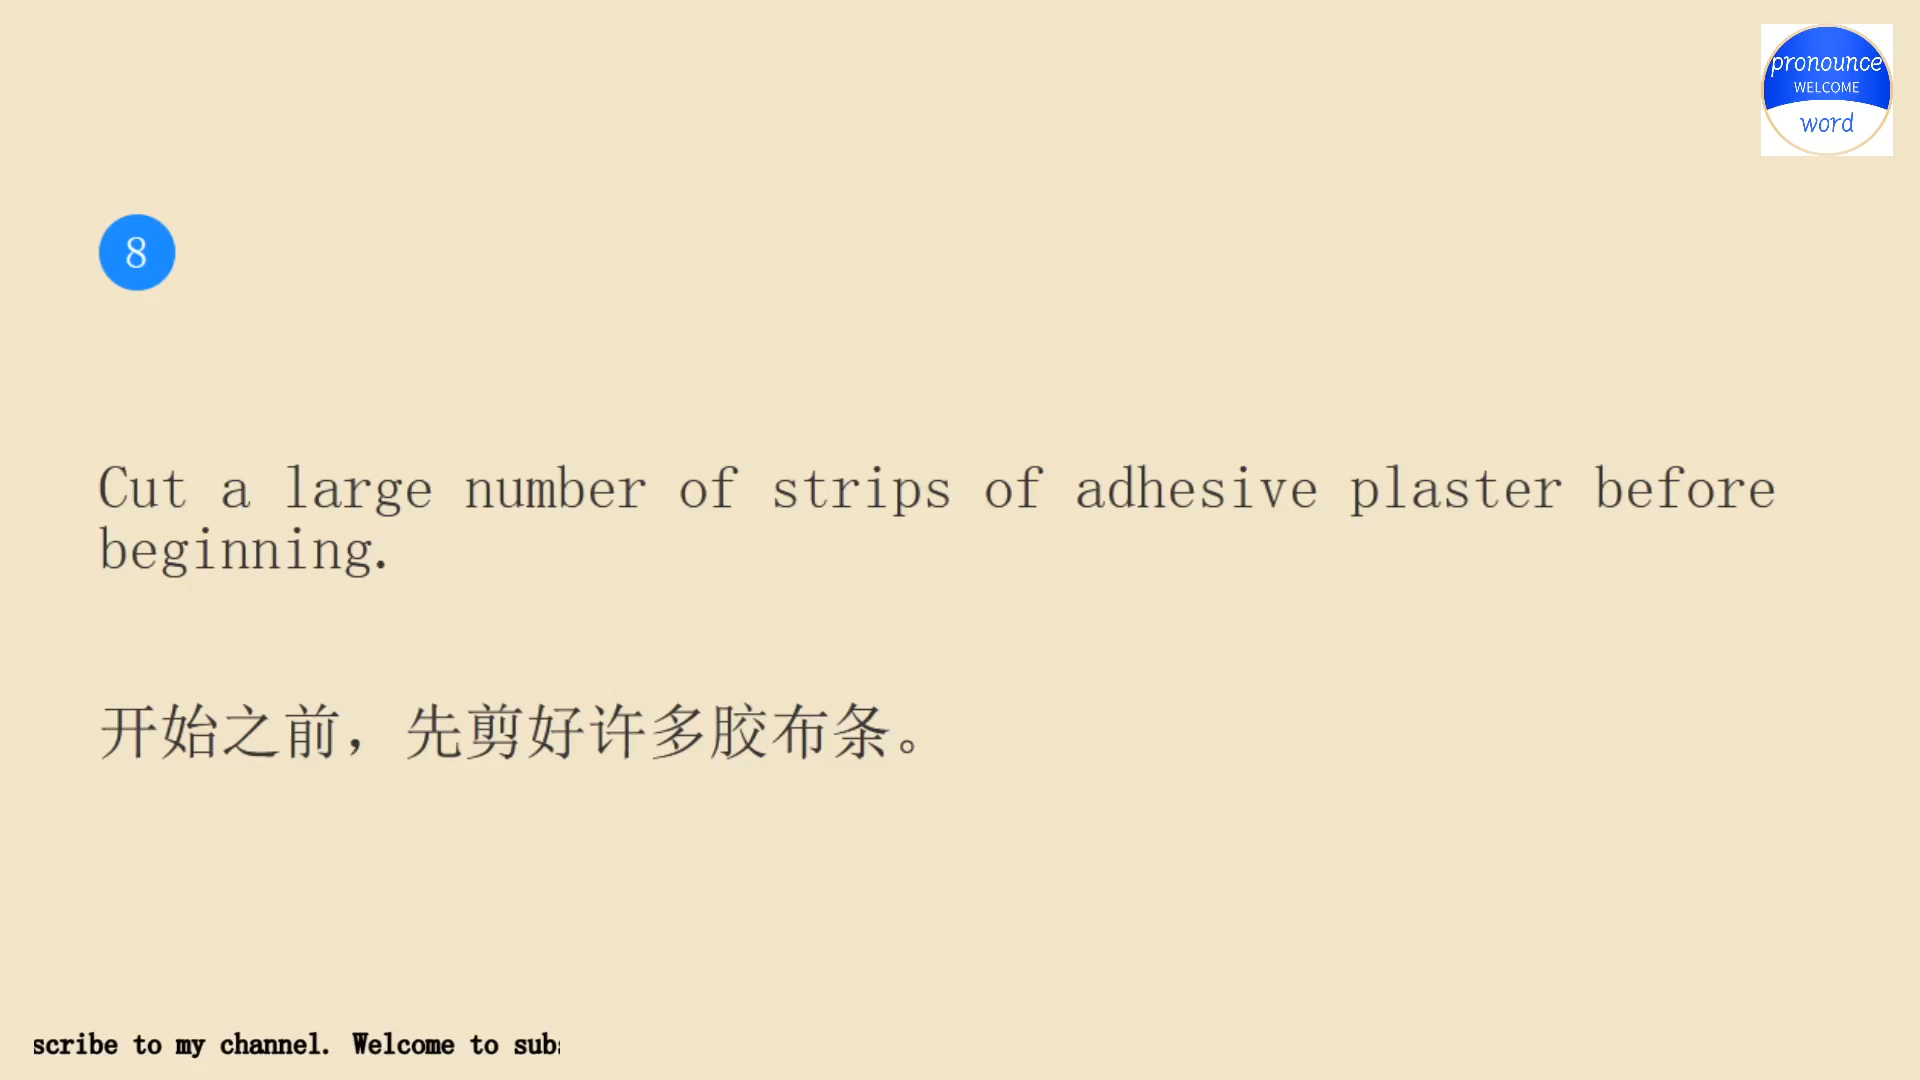 pronounce
WELCOME
word
8
Cut a large number of strips of adhesive plaster before
beginning.
开始之前，先剪好许多胶布条。
scribe to my channel. Welcome to sub